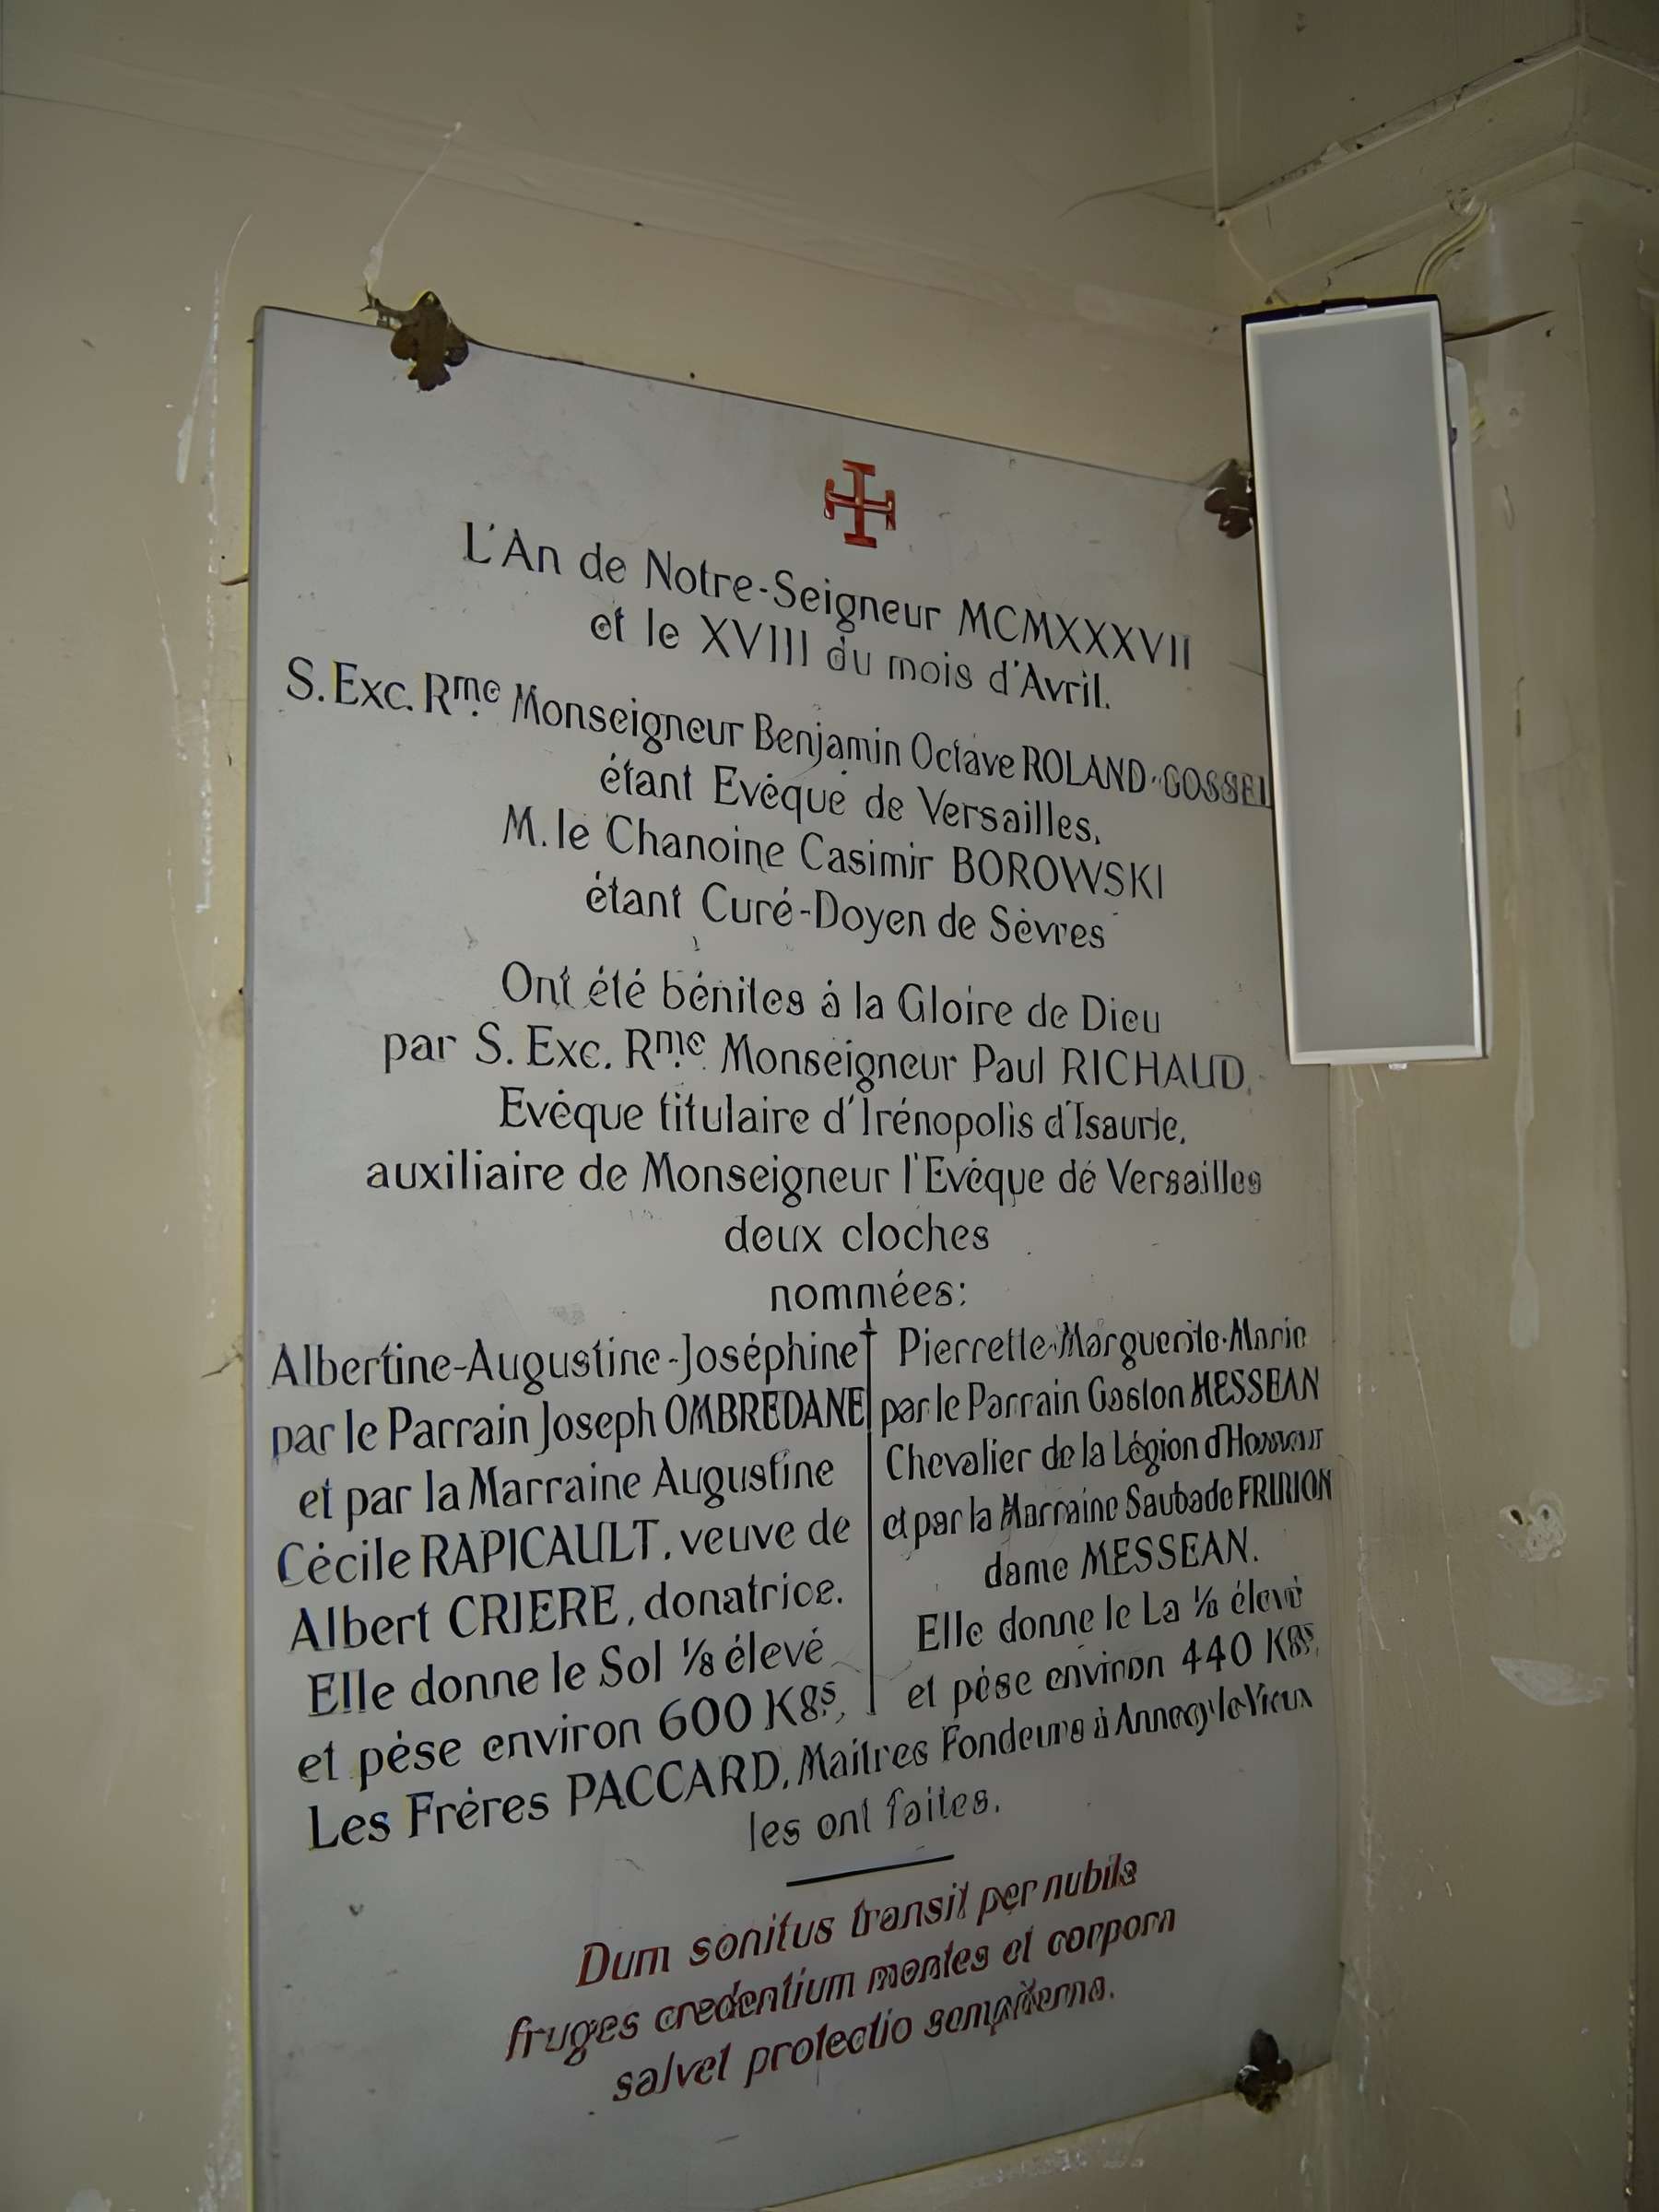 L'An de Notre-Seigneur MCMXXXVII
et le XVIII du mois d'Avril.
S. Exc. Rme Monseigneur Benjamin Octave ROLAND-GOSSEL
étant Evêque de Versailles,
M. le Chanoine Casimir BOROWSKI
étant Curé-Doyen de Sèvres
Ont été bénites à la Gloire de Dieu
par S. Exc. Rme Monseigneur Paul RICHAUD,
Evêque titulaire d'Irénopolis d'Isaurie,
auxiliaire de Monseigneur l'Evêque de Versailles
deux cloches
nommées:
Albertine-Augustine-Joséphine
par le Parrain Joseph OMBREDANE
et par la Marraine Augustine
Cécile RAPICAULT, veuve de
Albert CRIERE, donatrice.
Elle donne le Sol 1/8 élevé
et pèse environ 600 Kgs,
Pierrette-Marguerite-Marie
par le Parrain Gaston MESSEAN
Chevalier de la Légion d'Honneur
et par la Marraine Saubade FRIRION
dame MESSEAN.
Elle donne le La 1/8 élevé
et pèse environ 440 Kgs,
Les Frères PACCARD, Maîtres Fondeurs à Annecy-le-Vieux
les ont faites.
Dum sonitus transit per nubila
fruges credentium mentes et corpora
salvet protectio sempiterna.